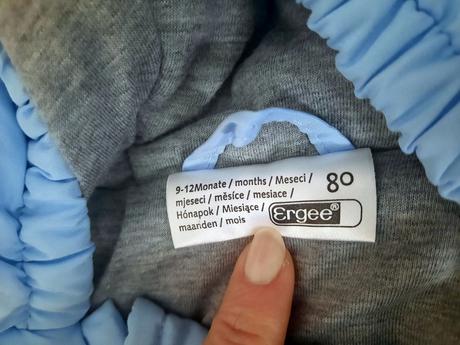 9-12Monate / months / Meseci /
mjeseci / měsíce / mesiace /
Hónapok / Miesiące /
maanden / mois
80
Ergee®